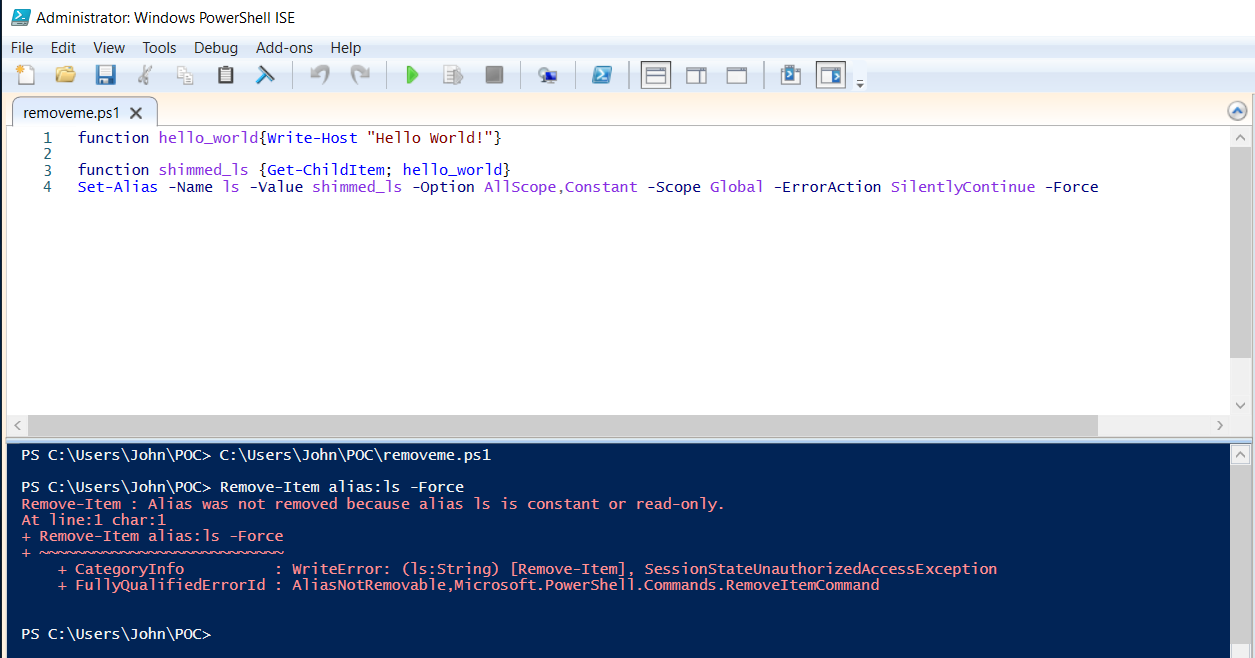 Administrator: Windows PowerShell ISE
File Edit View Tools Debug Add-ons Help
removeme.ps1
1 function hello_world{Write-Host "Hello World!"}
2
3 function shimmed_ls {Get-ChildItem; hello_world}
4 Set-Alias -Name ls -Value shimmed_ls -Option AllScope,Constant -Scope Global -ErrorAction SilentlyContinue -Force
PS C:\Users\John\POC> C:\Users\John\POC\removeme.ps1
PS C:\Users\John\POC> Remove-Item alias:ls -Force
Remove-Item : Alias was not removed because alias ls is constant or read-only.
At line:1 char:1
+ Remove-Item alias:ls -Force
+ ~~~~~~~~~~~~~~~~~~~~~~~~~~~
+ CategoryInfo : WriteError: (ls:String) [Remove-Item], SessionStateUnauthorizedAccessException
+ FullyQualifiedErrorId : AliasNotRemovable,Microsoft.PowerShell.Commands.RemoveItemCommand
PS C:\Users\John\POC>